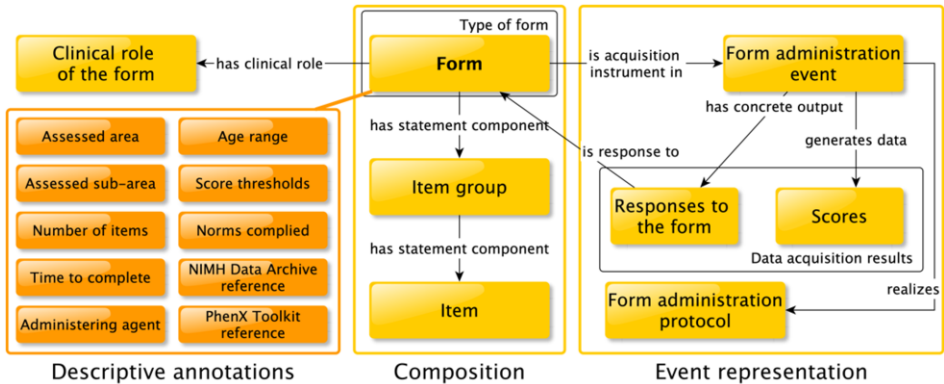 Type of form
Clinical role
of the form
has clinical role
Form
is acquisition
instrument in
Form administration
event
has concrete output
has statement component
generates data
is response to
Assessed area
Age range
Assessed sub-area
Score thresholds
Item group
Responses to
the form
Scores
Number of items
Norms complied
has statement component
Data acquisition results
Time to complete
NIMH Data Archive
reference
realizes
Item
Form administration
protocol
Administering agent
PhenX Toolkit
reference
Descriptive annotations
Composition
Event representation